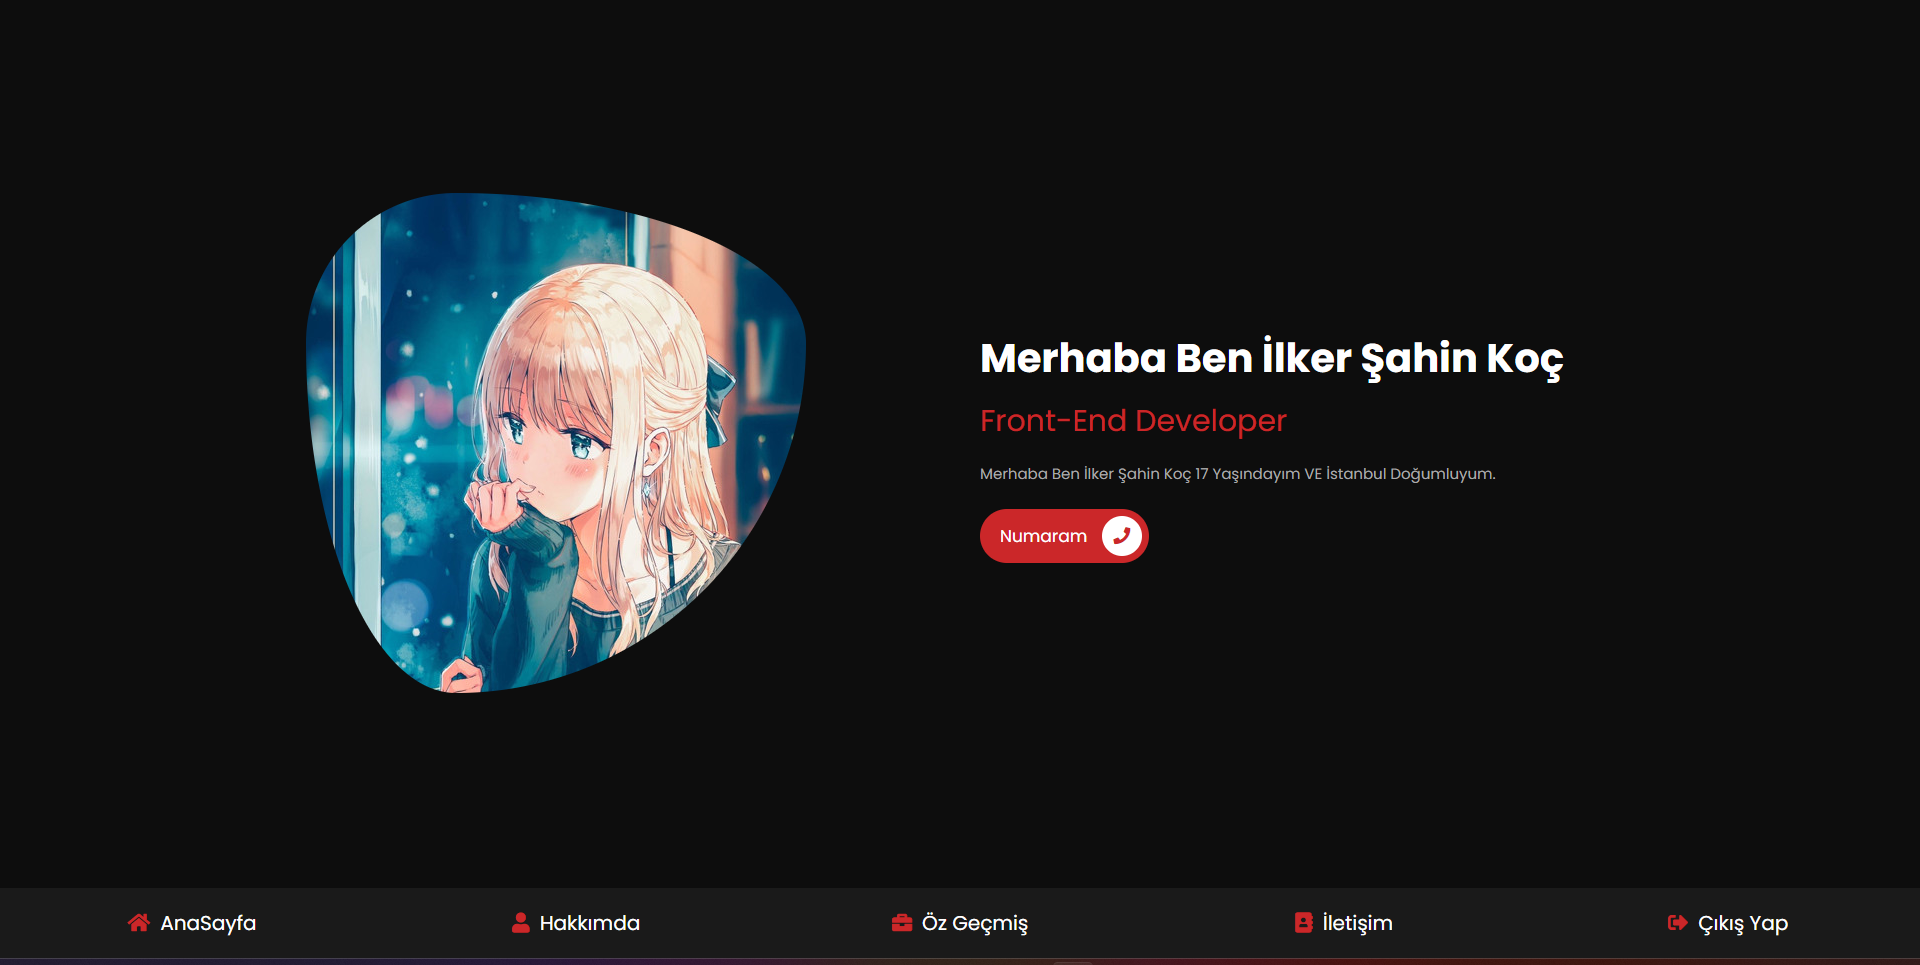 Merhaba Ben İlker Şahin Koç
Front-End Developer
Merhaba Ben İlker Şahin Koç 17 Yaşındayım VE İstanbul Doğumluyum.
Numaram
AnaSayfa
Hakkımda
Öz Geçmiş
İletişim
Çıkış Yap